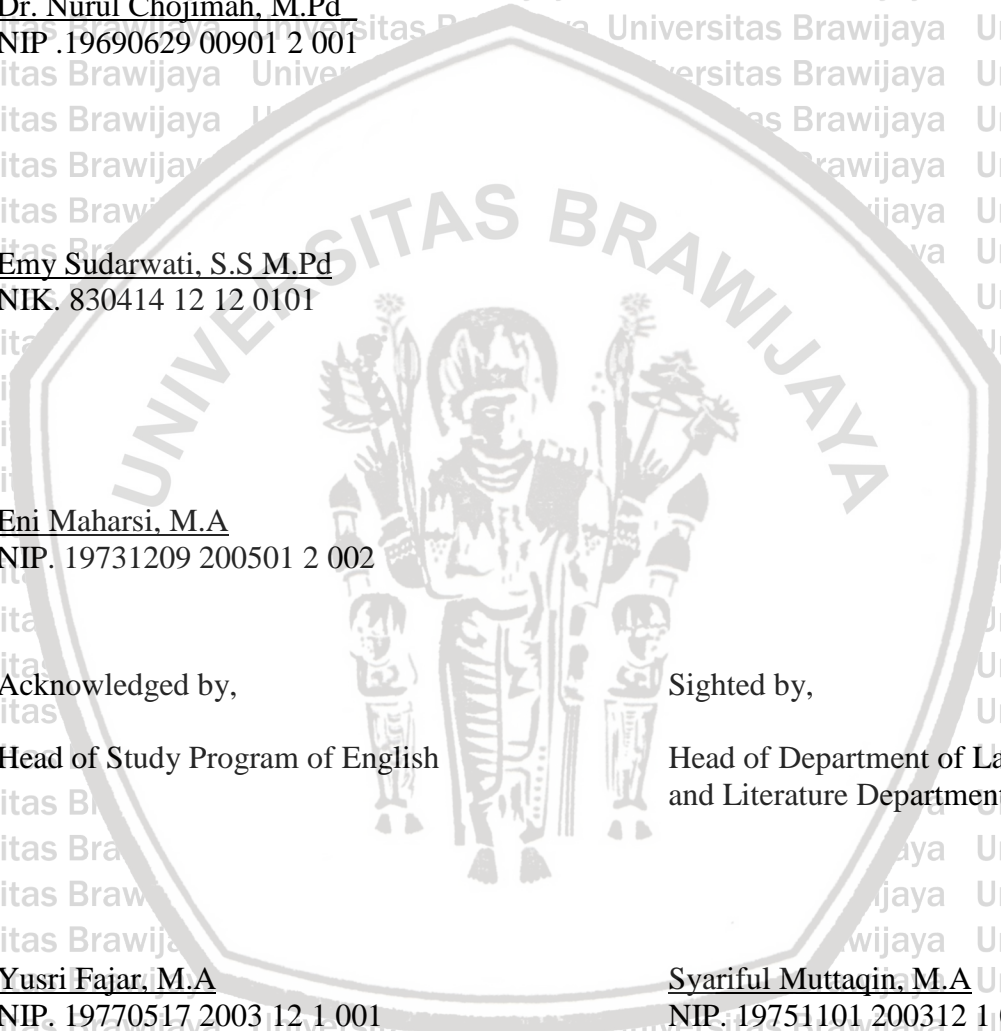 Dr. Nurul Chojimah, M.Pd
NIP .19690629 00901 2 001
Emy Sudarwati, S.S M.Pd
NIK. 830414 12 12 0101
UNIVERSITAS BRAWIJAYA
Eni Maharsi, M.A
NIP. 19731209 200501 2 002
Acknowledged by,
Head of Study Program of English
Sighted by,
Head of Department of
and Literature Department
Yusri Fajar, M.A
NIP. 19770517 2003 12 1 001
Syariful Muttaqin, M.A
NIP. 19751101 200312 1